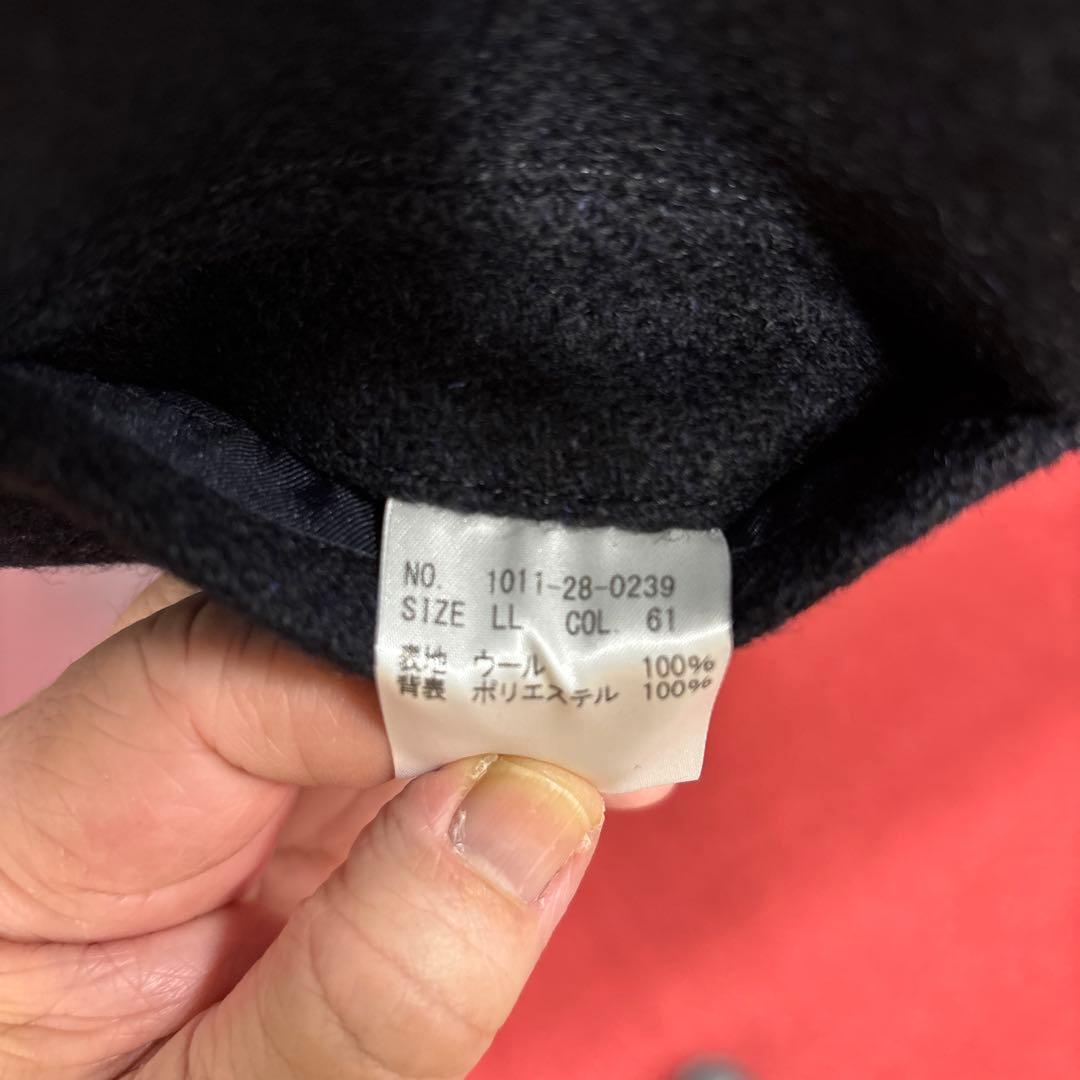 NO. 1011-28-0239
SIZE LL COL. 61
表地 ウール 100%
背表 ポリエステル 100%